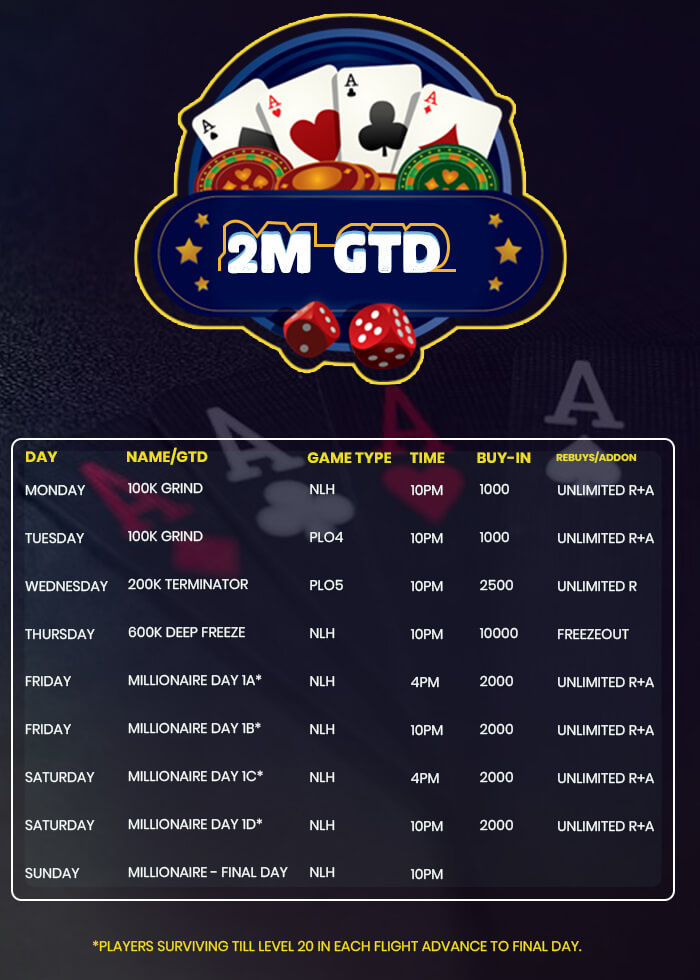 A A A A
2M GTD
A A A A
DAY NAME/GTD GAME TYPE TIME BUY-IN REBUYS/ADDON
MONDAY 100K GRIND NLH 10PM 1000 UNLIMITED R+A
TUESDAY 100K GRIND PLO4 10PM 1000 UNLIMITED R+A
WEDNESDAY 200K TERMINATOR PLO5 10PM 2500 UNLIMITED R
THURSDAY 600K DEEP FREEZE NLH 10PM 10000 FREEZEOUT
FRIDAY MILLIONAIRE DAY 1A* NLH 4PM 2000 UNLIMITED R+A
FRIDAY MILLIONAIRE DAY 1B* NLH 10PM 2000 UNLIMITED R+A
SATURDAY MILLIONAIRE DAY 1C* NLH 4PM 2000 UNLIMITED R+A
SATURDAY MILLIONAIRE DAY 1D* NLH 10PM 2000 UNLIMITED R+A
SUNDAY MILLIONAIRE - FINAL DAY NLH 10PM
*PLAYERS SURVIVING TILL LEVEL 20 IN EACH FLIGHT ADVANCE TO FINAL DAY.